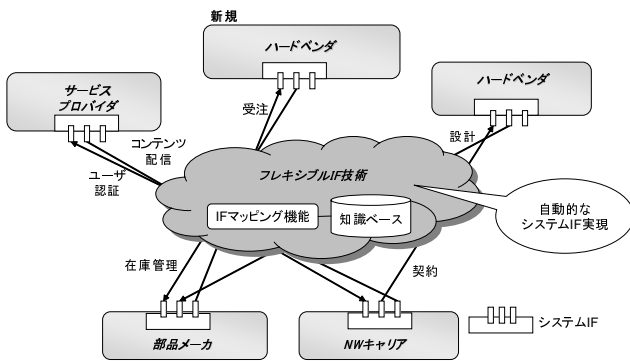 新規
ハードベンダ
サービス
プロバイダ
ハードベンダ
受注
コンテンツ
配信
設計
ユーザ
認証
フレキシブルIF技術
IFマッピング機能
知識ベース
自動的な
システムIF実現
在庫管理
契約
部品メーカ
NWキャリア
システムIF